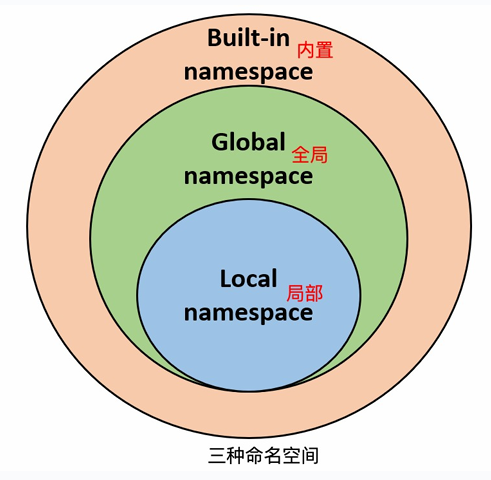 Built-in 内置
namespace
Global 全局
namespace
Local 局部
namespace
三种命名空间